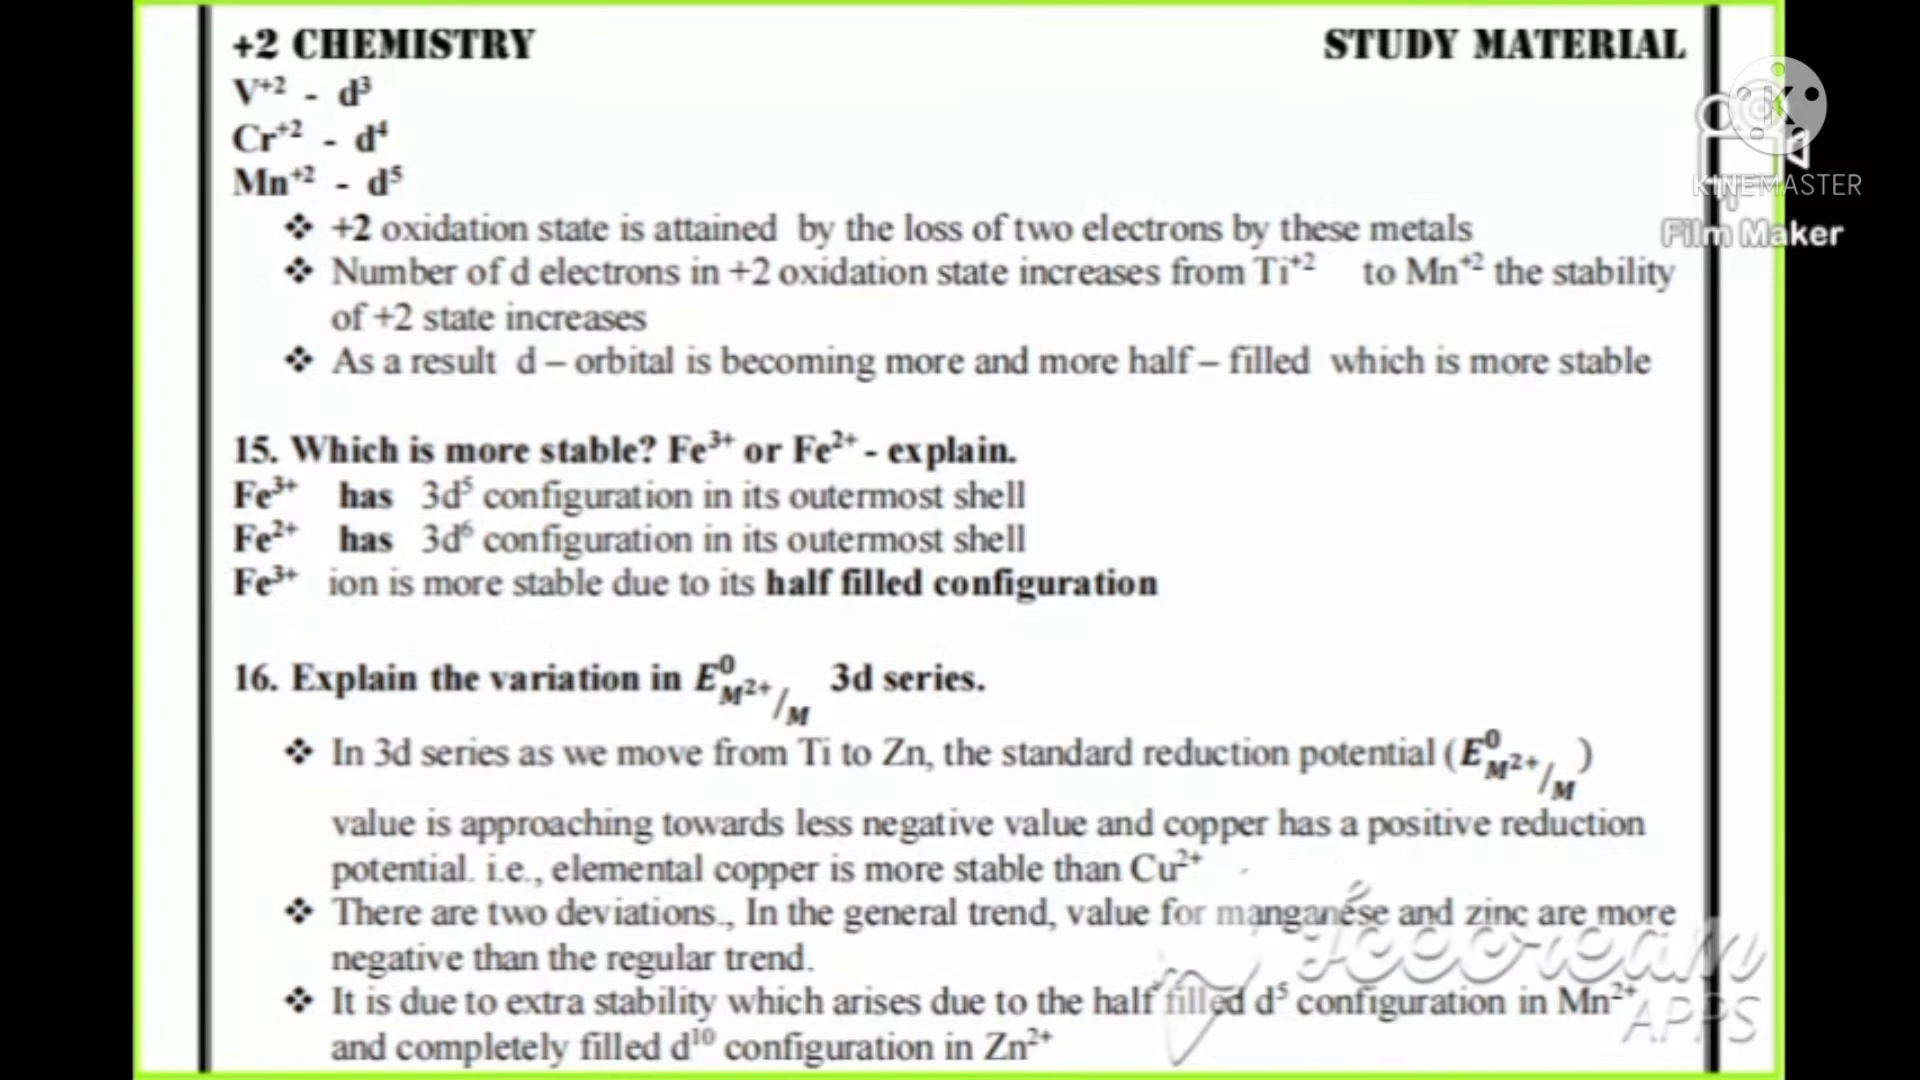 +2 CHEMISTRY STUDY MATERIAL
V⁺² - d³
Cr⁺² - d⁴
Mn⁺² - d⁵
❖ +2 oxidation state is attained by the loss of two electrons by these metals
❖ Number of d electrons in +2 oxidation state increases from Ti⁺² to Mn⁺² the stability
of +2 state increases
❖ As a result d – orbital is becoming more and more half – filled which is more stable
15. Which is more stable? Fe³⁺ or Fe²⁺ - explain.
Fe³⁺ has 3d⁵ configuration in its outermost shell
Fe²⁺ has 3d⁶ configuration in its outermost shell
Fe³⁺ ion is more stable due to its half filled configuration
16. Explain the variation in E⁰M²⁺/M 3d series.
❖ In 3d series as we move from Ti to Zn, the standard reduction potential (E⁰M²⁺/M)
value is approaching towards less negative value and copper has a positive reduction
potential. i.e., elemental copper is more stable than Cu²⁺
❖ There are two deviations., In the general trend, value for manganese and zinc are more
negative than the regular trend.
❖ It is due to extra stability which arises due to the half filled d⁵ configuration in Mn²⁺
and completely filled d¹⁰ configuration in Zn²⁺
K
KINEMASTER
Film Maker
Icecream
APPS